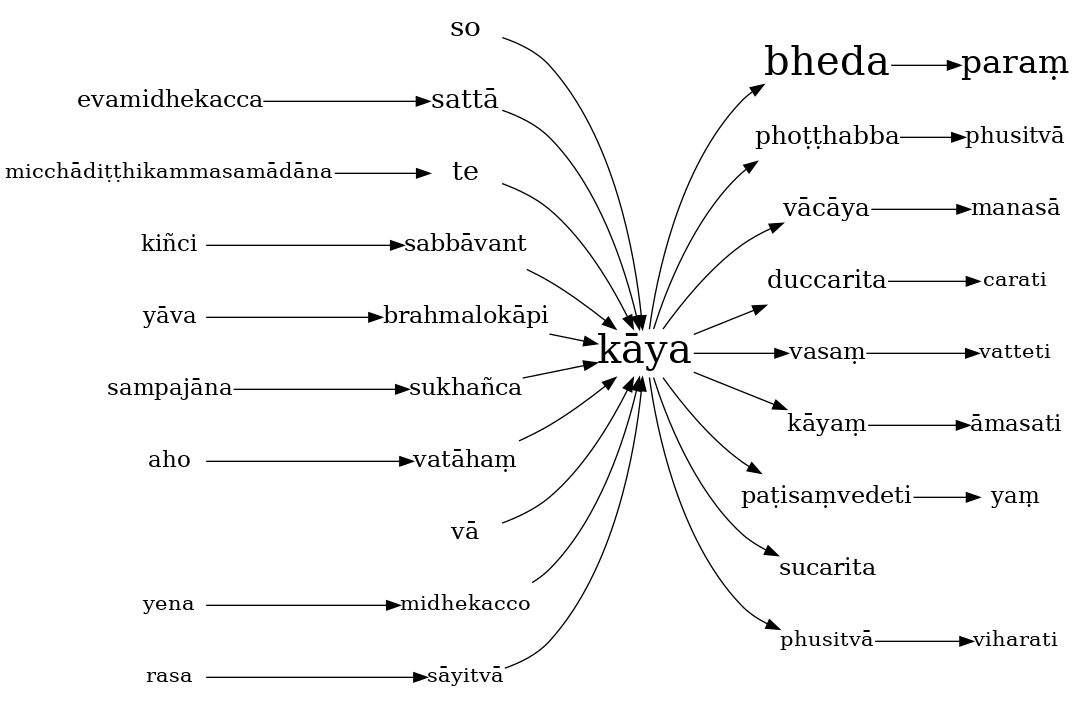 so
bheda paraṃ
evamidhekacca sattā
phoṭṭhabba phusitvā
micchādiṭṭhikammasamādāna te
vācāya manasā
kiñci sabbāvant
duccarita carati
yāva brahmalokāpi
kāya
vasaṃ vatteti
sampajāna sukhañca
kāyaṃ āmasati
aho vatāhaṃ
paṭisaṃvedeti yaṃ
vā
sucarita
yena midhekacco
phusitvā viharati
rasa sāyitvā